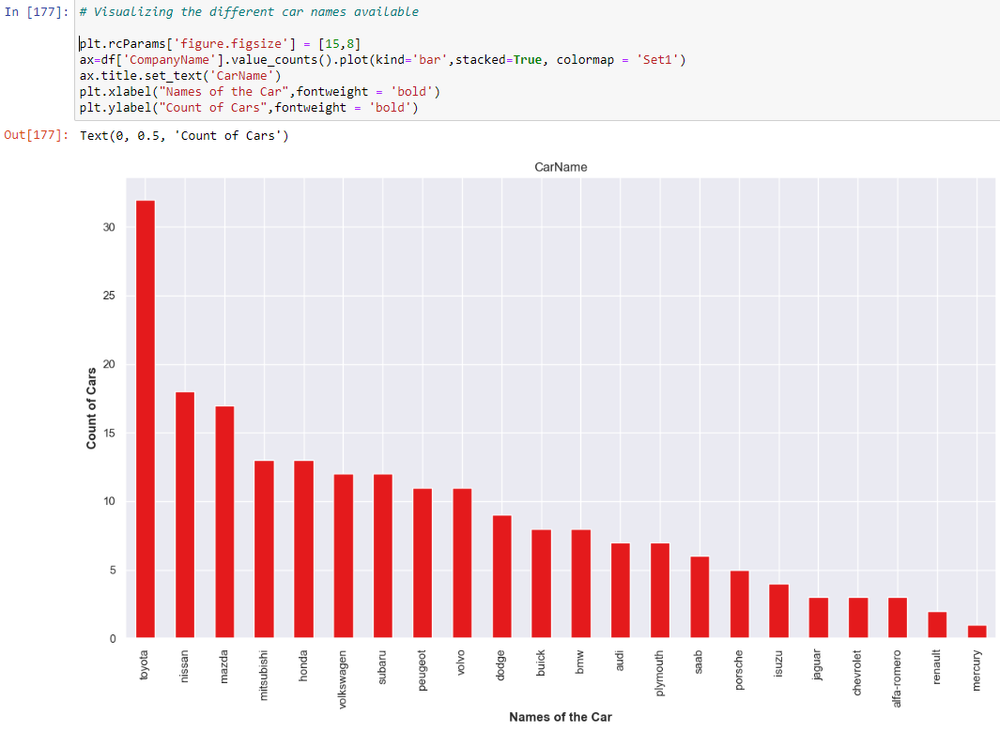 In [177]: # Visualizing the different car names available
plt.rcParams['figure.figsize'] = [15,8]
ax=df['CompanyName'].value_counts().plot(kind='bar',stacked=True, colormap = 'Set1')
ax.title.set_text('CarName')
plt.xlabel("Names of the Car",fontweight = 'bold')
plt.ylabel("Count of Cars",fontweight = 'bold')
Out[177]: Text(0, 0.5, 'Count of Cars')
CarName
30
25
20
15
10
5
0
Count of Cars
toyota
nissan
mazda
mitsubishi
honda
volkswagen
subaru
peugeot
volvo
dodge
buick
bmw
audi
plymouth
saab
porsche
isuzu
jaguar
chevrolet
alfa-romero
renault
mercury
Names of the Car